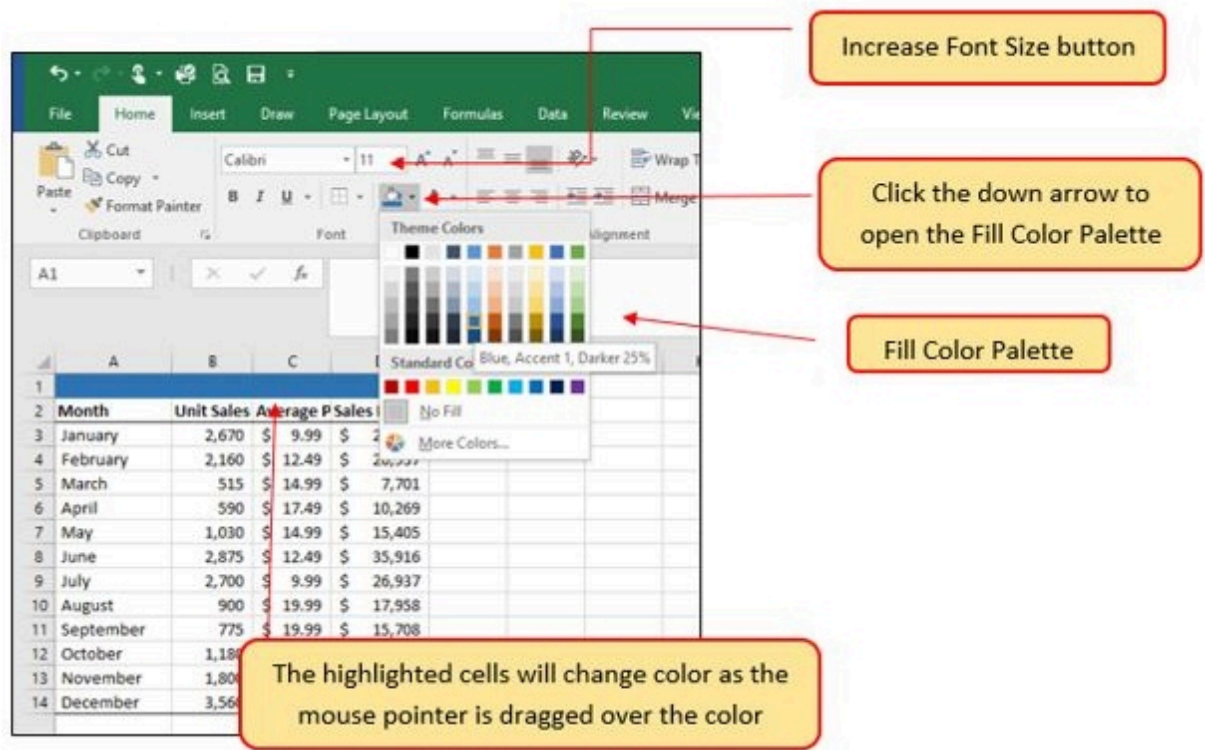 Increase Font Size button
File Home Insert Draw Page Layout Formulas Data Review
Cut
Copy
Paste
Format Painter
Calibri 11
B I U
Wrap
Merge
Clipboard Font Alignment
Click the down arrow to
open the Fill Color Palette
Theme Colors
A1
fx
Fill Color Palette
Blue, Accent 1, Darker 25%
No Fill
More Colors...
A B C
1
2 Month Unit Sales Average P Sales
3 January 2,670 $ 9.99 $
4 February 2,160 $ 12.49 $
5 March 515 $ 14.99 $ 7,701
6 April 590 $ 17.49 $ 10,269
7 May 1,030 $ 14.99 $ 15,405
8 June 2,875 $ 12.49 $ 35,916
9 July 2,700 $ 9.99 $ 26,937
10 August 900 $ 19.99 $ 17,958
11 September 775 $ 19.99 $ 15,708
12 October
13 November
14 December
The highlighted cells will change color as the
mouse pointer is dragged over the color